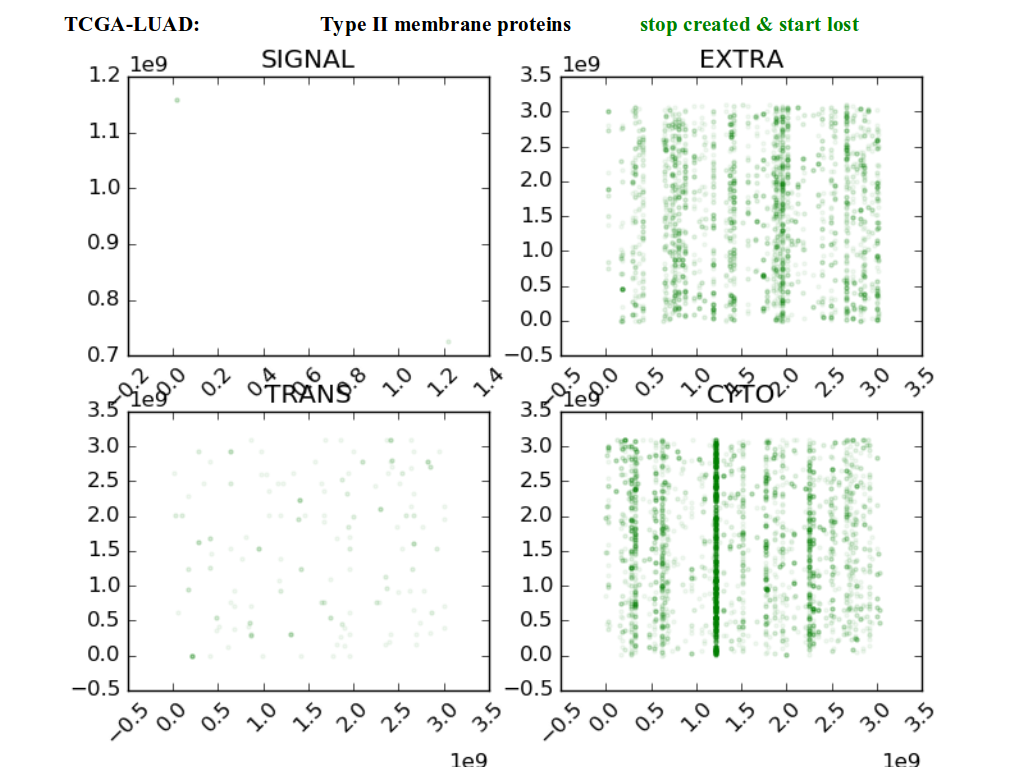 TCGA-LUAD: Type II membrane proteins stop created & start lost
1e9 SIGNAL 1e9 EXTRA
1.2 1.1 1.0 0.9 0.8 0.7
−0.2 0.0 0.2 0.4 0.6 0.8 1.0 1.2 1.4
3.5 3.0 2.5 2.0 1.5 1.0 0.5 0.0 −0.5
−0.5 0.0 0.5 1.0 1.5 2.0 2.5 3.0 3.5
1e9 TRANS 1e9 CYTO
3.5 3.0 2.5 2.0 1.5 1.0 0.5 0.0 −0.5
−0.5 0.0 0.5 1.0 1.5 2.0 2.5 3.0 3.5
1e9
3.5 3.0 2.5 2.0 1.5 1.0 0.5 0.0 −0.5
−0.5 0.0 0.5 1.0 1.5 2.0 2.5 3.0 3.5
1e9